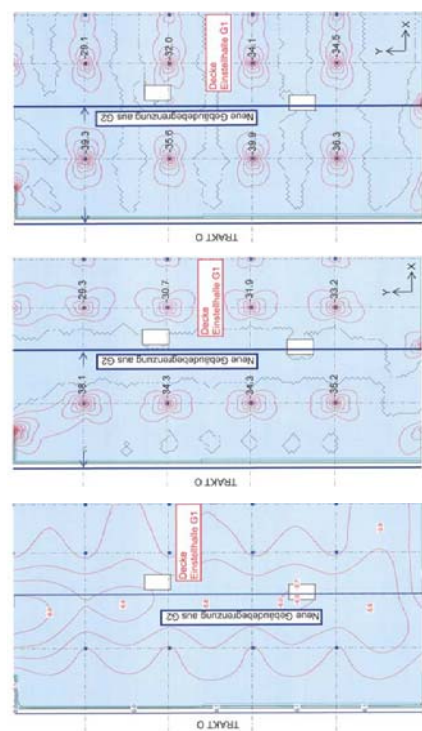 -29.1
-32.0
-34.1
-34.5
Decke
Einstellhalle G1
Y
X
Neue Gebäudebegrenzung aus G2
-39.3
-35.6
-39.9
-36.3
TRAKT O
-29.3
-30.7
-31.9
-33.2
Decke
Einstellhalle G1
Y
X
Neue Gebäudebegrenzung aus G2
-38.1
-34.3
-34.3
-35.2
TRAKT O
Decke
Einstellhalle G1
Neue Gebäudebegrenzung aus G2
TRAKT O